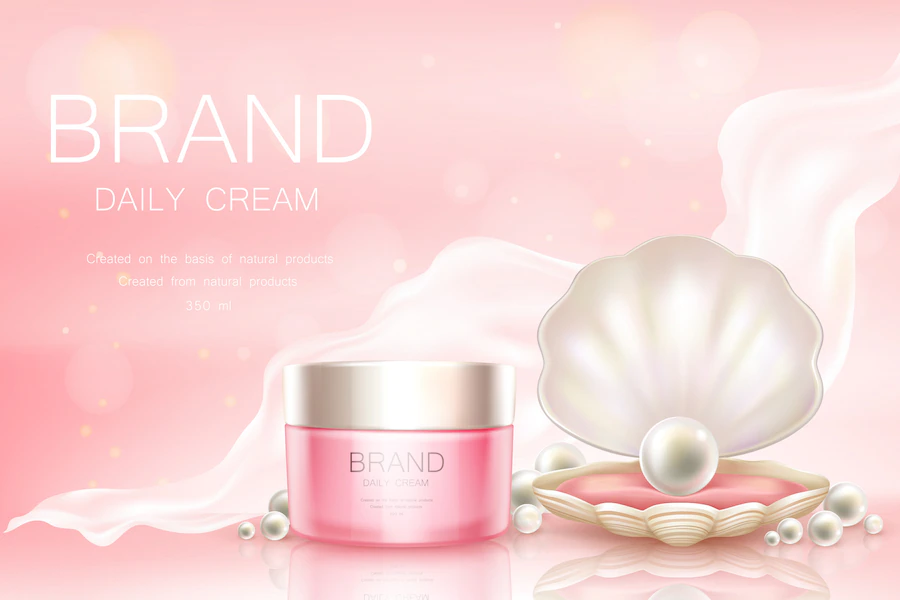 BRAND
DAILY CREAM
Created on the basis of natural products
Created from natural products
350 ml
BRAND
DAILY CREAM